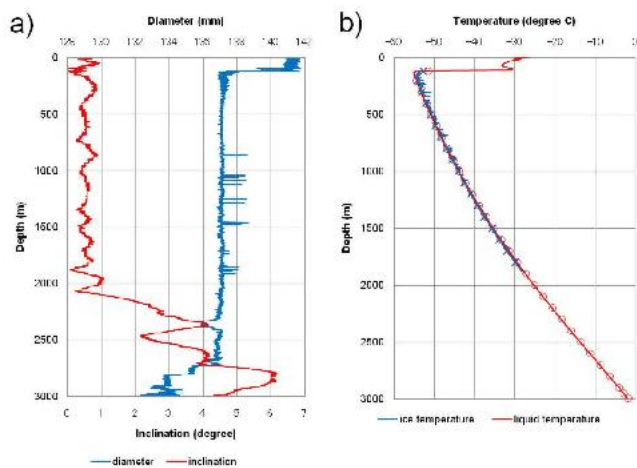 a)
Diameter (mm)
128 130 132 134 136 138 140 142
0
500
1000
1500
2000
2500
3000
Depth (m)
0 1 2 3 4 5 6 7
Inclination (degree)
diameter inclination
b)
Temperature (degree C)
-60 -50 -40 -30 -20 -10 0
0
500
1000
1500
2000
2500
3000
Depth (m)
ice temperature liquid temperature